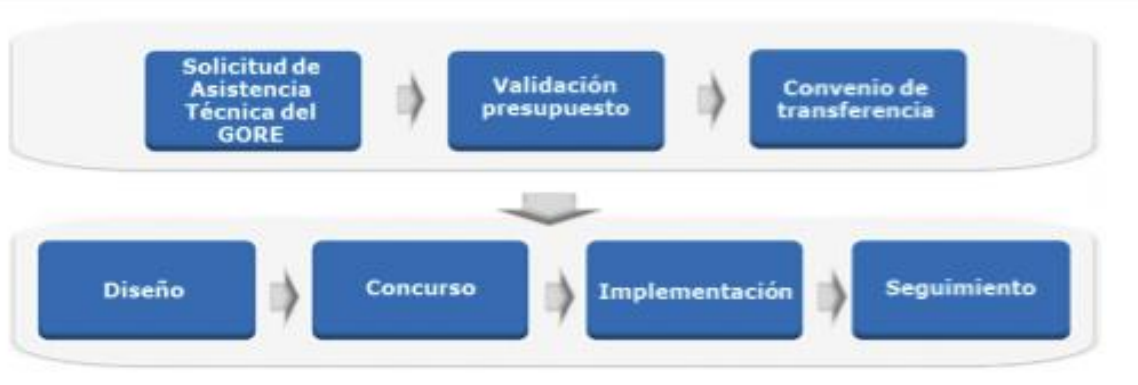 Solicitud de
Asistencia
Técnica del
GORE
Validación
presupuesto
Convenio de
transferencia
Diseño
Concurso
Implementación
Seguimiento